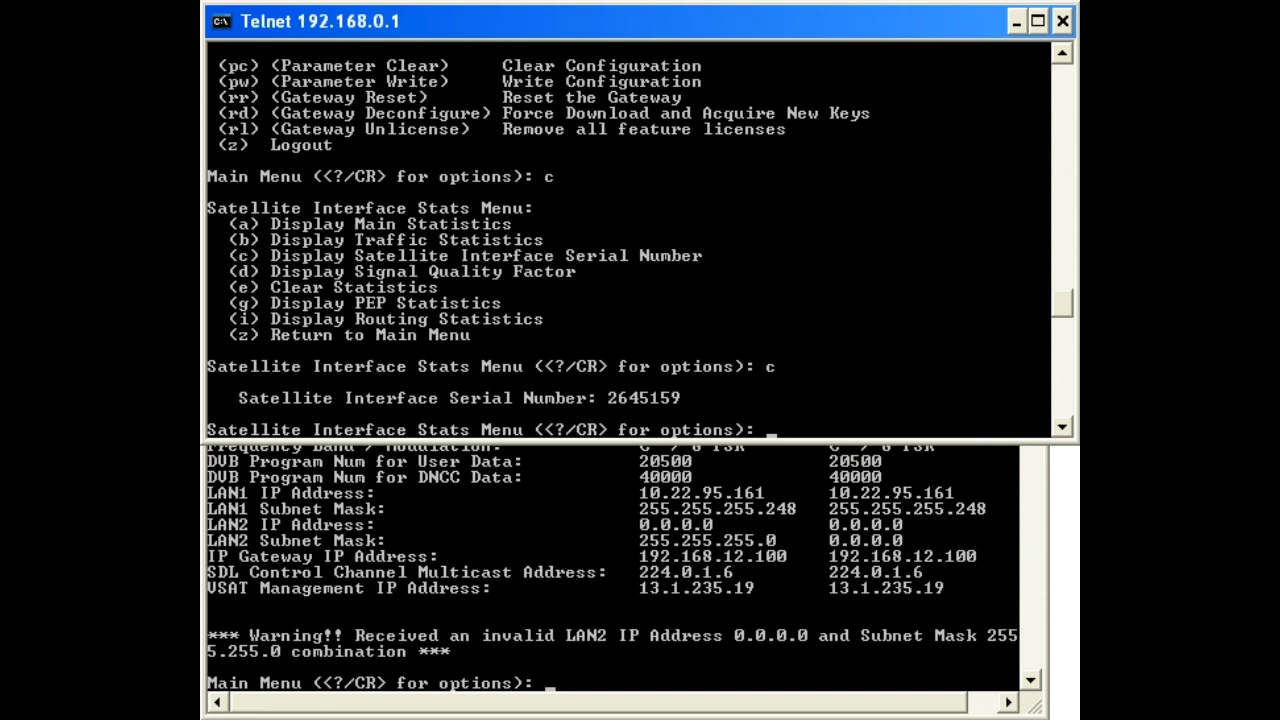 Telnet 192.168.0.1
(pc) (Parameter Clear) Clear Configuration
(pw) (Parameter Write) Write Configuration
(rr) (Gateway Reset) Reset the Gateway
(rd) (Gateway Deconfigure) Force Download and Acquire New Keys
(rl) (Gateway Unlicense) Remove all feature licenses
(z) Logout
Main Menu (<?/CR> for options): c
Satellite Interface Stats Menu:
(a) Display Main Statistics
(b) Display Traffic Statistics
(c) Display Satellite Interface Serial Number
(d) Display Signal Quality Factor
(e) Clear Statistics
(g) Display PEP Statistics
(i) Display Routing Statistics
(z) Return to Main Menu
Satellite Interface Stats Menu (<?/CR> for options): c
Satellite Interface Serial Number: 2645159
Satellite Interface Stats Menu (<?/CR> for options): _
DVB Program Num for User Data: 20500 20500
DVB Program Num for DNCC Data: 40000 40000
LAN1 IP Address: 10.22.95.161 10.22.95.161
LAN1 Subnet Mask: 255.255.255.248 255.255.255.248
LAN2 IP Address: 0.0.0.0 0.0.0.0
LAN2 Subnet Mask: 255.255.255.0 0.0.0.0
IP Gateway IP Address: 192.168.12.100 192.168.12.100
SDL Control Channel Multicast Address: 224.0.1.6 224.0.1.6
VSAT Management IP Address: 13.1.235.19 13.1.235.19
*** Warning!! Received an invalid LAN2 IP Address 0.0.0.0 and Subnet Mask 255
5.255.0 combination ***
Main Menu (<?/CR> for options): _